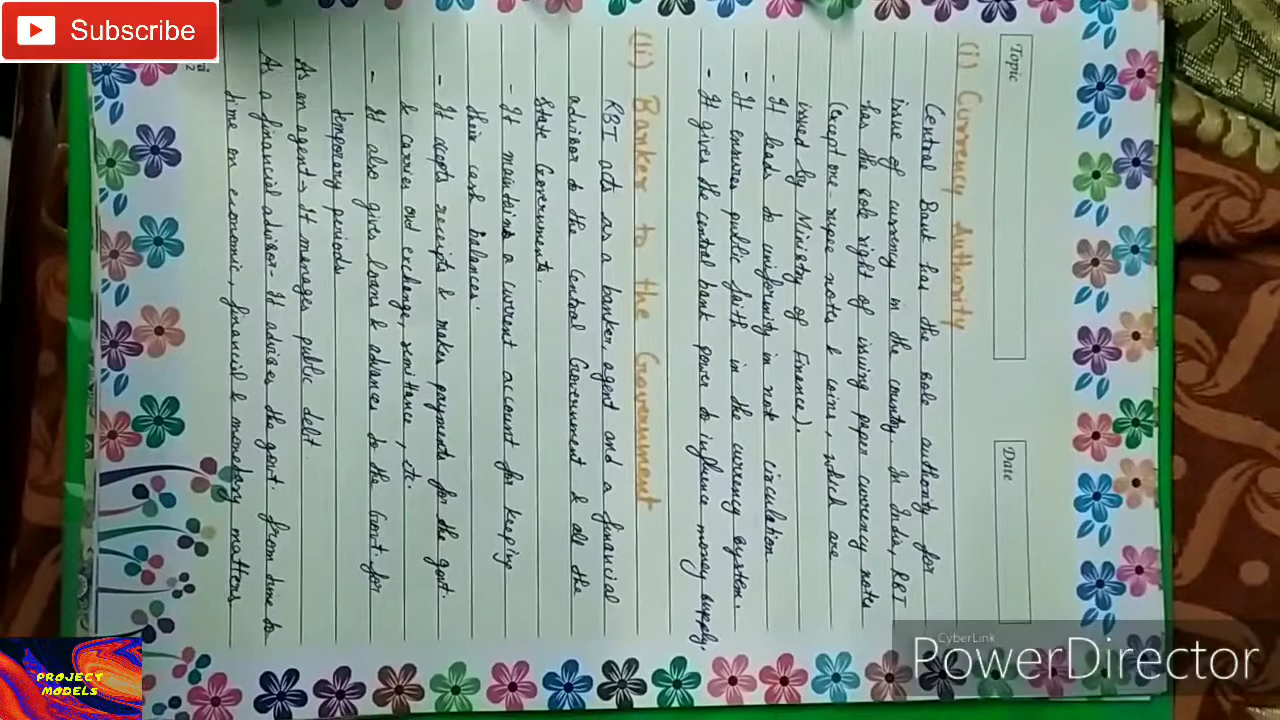 Subscribe
Topic
Date
(i) Currency Authority
Central Bank has the sole authority for
issue of currency in the country. In India, RBI
has the sole right of issuing paper currency notes
(except one-rupee notes & coins, which are
issued by Ministry of Finance).
- It leads to uniformity in not circulation
- It ensures public faith in the currency system.
- It gives the central bank power to influence money supply.
(ii) Banker to the Government
RBI acts as a banker, agent and a financial
advisor to the Central Government & all the
State Governments.
- It maintains a current account for keeping
their cash balances.
- It accepts receipts & makes payments for the govt.
& carries out exchange, remittance, etc.
- It also gives loans & advances to the Govt. for
temporary periods.
As an agent → It manages public debt.
As a financial advisor - It advises the govt. from time to
time on economic, financial & monetary matters
CyberLink
PowerDirector
PROJECT
MODELS